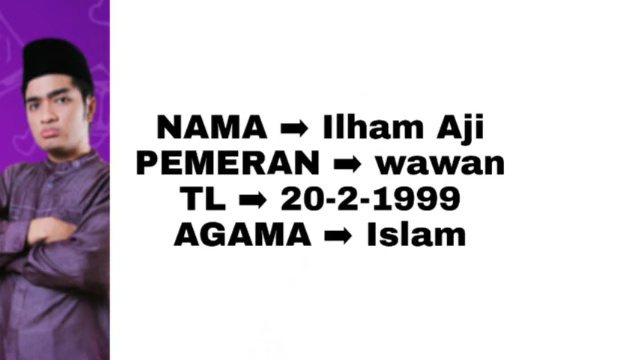 NAMA ➡ Ilham Aji
PEMERAN ➡ wawan
TL ➡ 20-2-1999
AGAMA ➡ Islam